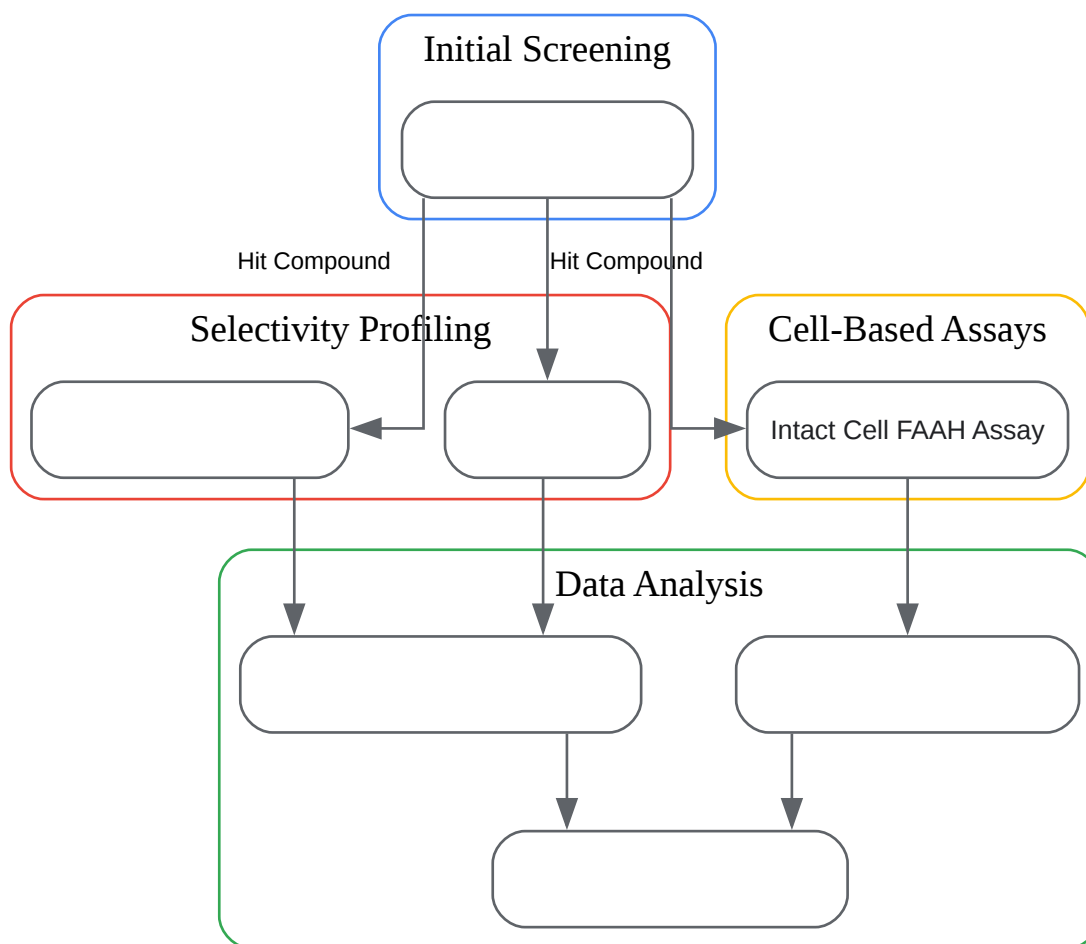 Initial Screening
Hit Compound
Hit Compound
Selectivity Profiling
Cell-Based Assays
Intact Cell FAAH Assay
Data Analysis